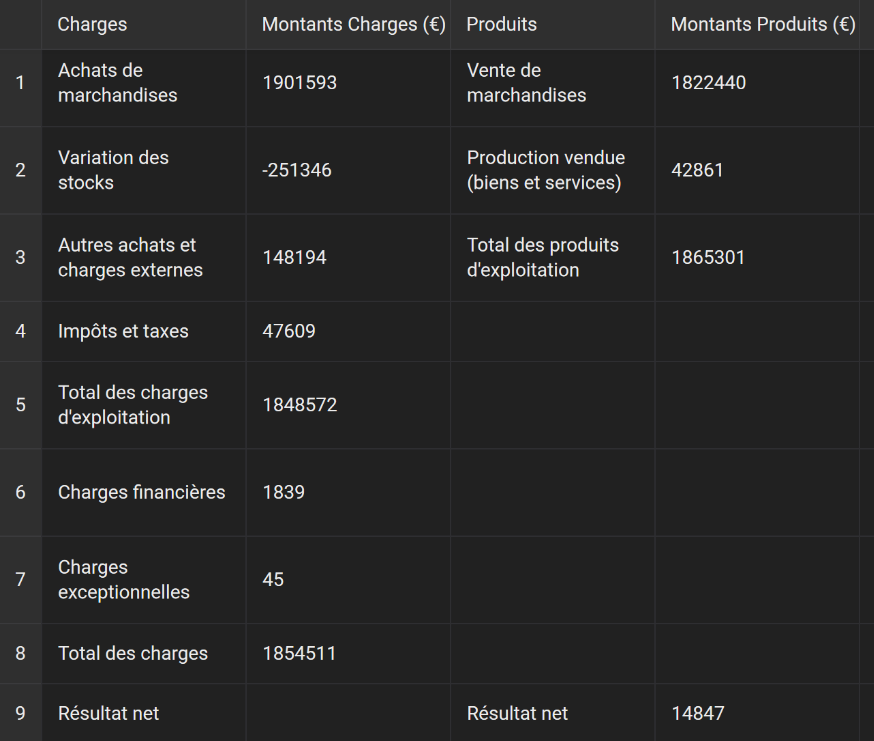 Charges Montants Charges (€) Produits Montants Produits (€)
1 Achats de marchandises 1901593 Vente de marchandises 1822440
2 Variation des stocks -251346 Production vendue (biens et services) 42861
3 Autres achats et charges externes 148194 Total des produits d'exploitation 1865301
4 Impôts et taxes 47609
5 Total des charges d'exploitation 1848572
6 Charges financières 1839
7 Charges exceptionnelles 45
8 Total des charges 1854511
9 Résultat net Résultat net 14847